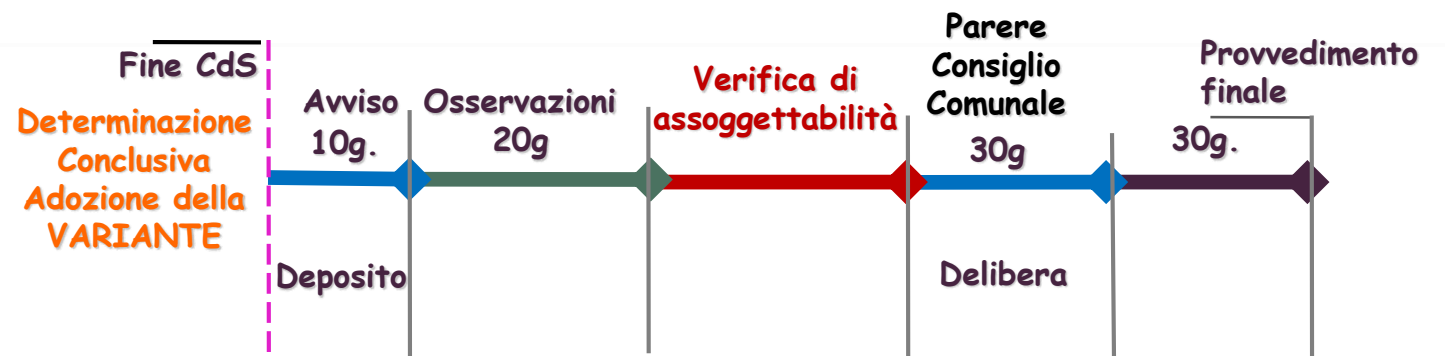 Fine CdS
Determinazione
Conclusiva
Adozione della
VARIANTE
Avviso
10g.
Deposito
Osservazioni
20g
Verifica di
assoggettabilità
Parere
Consiglio
Comunale
30g
Delibera
Provvedimento
finale
30g.